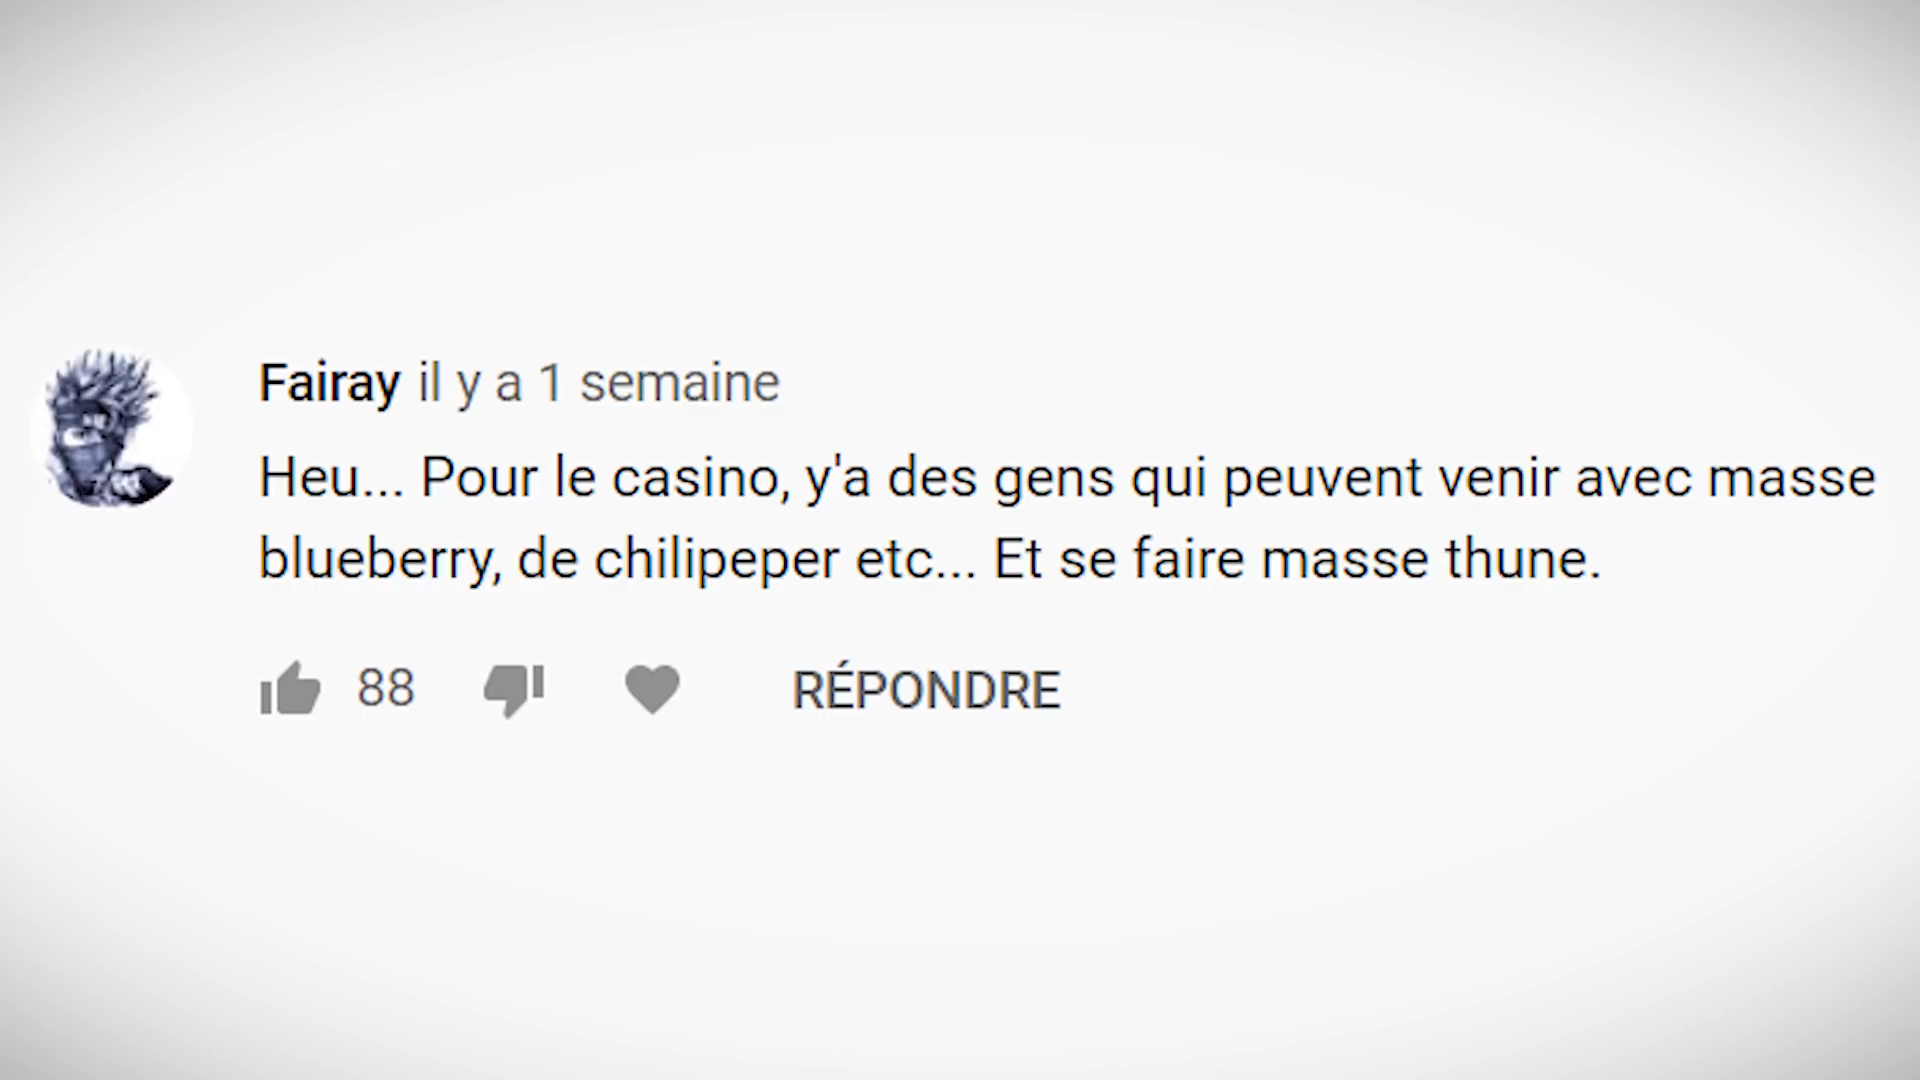 Fairay il y a 1 semaine
Heu... Pour le casino, y'a des gens qui peuvent venir avec masse
blueberry, de chilipeper etc... Et se faire masse thune.
88 RÉPONDRE